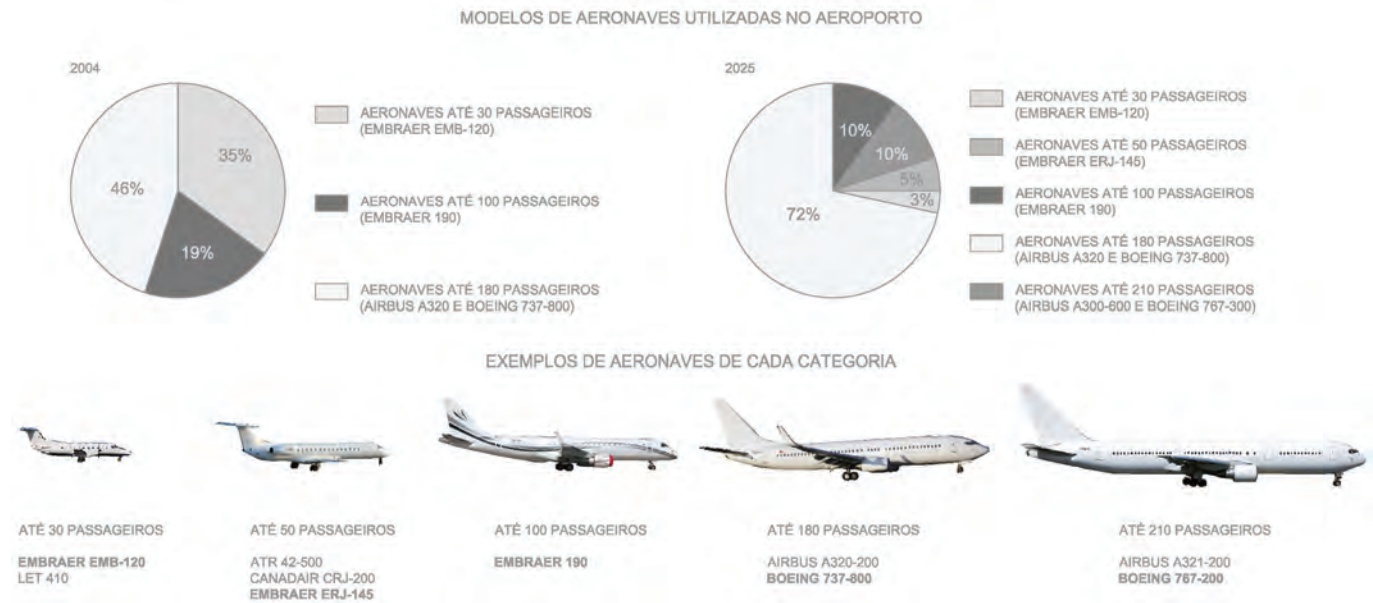 MODELOS DE AERONAVES UTILIZADAS NO AEROPORTO
2004
35%
46%
19%
AERONAVES ATÉ 30 PASSAGEIROS
(EMBRAER EMB-120)
AERONAVES ATÉ 100 PASSAGEIROS
(EMBRAER 190)
AERONAVES ATÉ 180 PASSAGEIROS
(AIRBUS A320 E BOEING 737-800)
2025
10%
10%
5%
3%
72%
AERONAVES ATÉ 30 PASSAGEIROS
(EMBRAER EMB-120)
AERONAVES ATÉ 50 PASSAGEIROS
(EMBRAER ERJ-145)
AERONAVES ATÉ 100 PASSAGEIROS
(EMBRAER 190)
AERONAVES ATÉ 180 PASSAGEIROS
(AIRBUS A320 E BOEING 737-800)
AERONAVES ATÉ 210 PASSAGEIROS
(AIRBUS A300-600 E BOEING 767-300)
EXEMPLOS DE AERONAVES DE CADA CATEGORIA
ATÉ 30 PASSAGEIROS
EMBRAER EMB-120
LET 410
ATÉ 50 PASSAGEIROS
ATR 42-500
CANADAIR CRJ-200
EMBRAER ERJ-145
ATÉ 100 PASSAGEIROS
EMBRAER 190
ATÉ 180 PASSAGEIROS
AIRBUS A320-200
BOEING 737-800
ATÉ 210 PASSAGEIROS
AIRBUS A321-200
BOEING 767-200